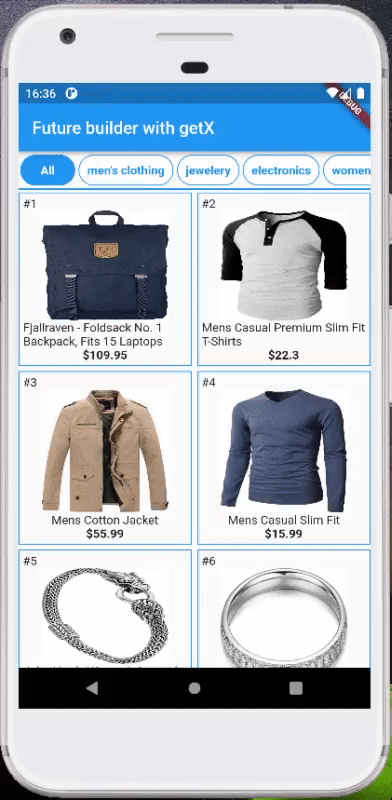 16:36
DEBUG
Future builder with getX
All
men's clothing
jewelery
electronics
women
#1
Fjallraven - Foldsack No. 1
Backpack, Fits 15 Laptops
$109.95
#2
Mens Casual Premium Slim Fit
T-Shirts
$22.3
#3
Mens Cotton Jacket
$55.99
#4
Mens Casual Slim Fit
$15.99
#5
#6